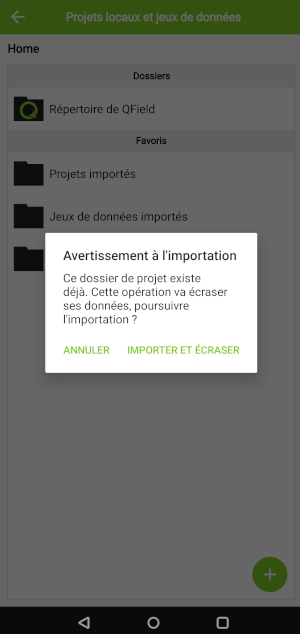 Projets locaux et jeux de données
Home
Dossiers
Répertoire de QField
Favoris
Projets importés
Jeux de données importés
Avertissement à l'importation
Ce dossier de projet existe
déjà. Cette opération va écraser
ses données, poursuivre
l'importation ?
ANNULER IMPORTER ET ÉCRASER